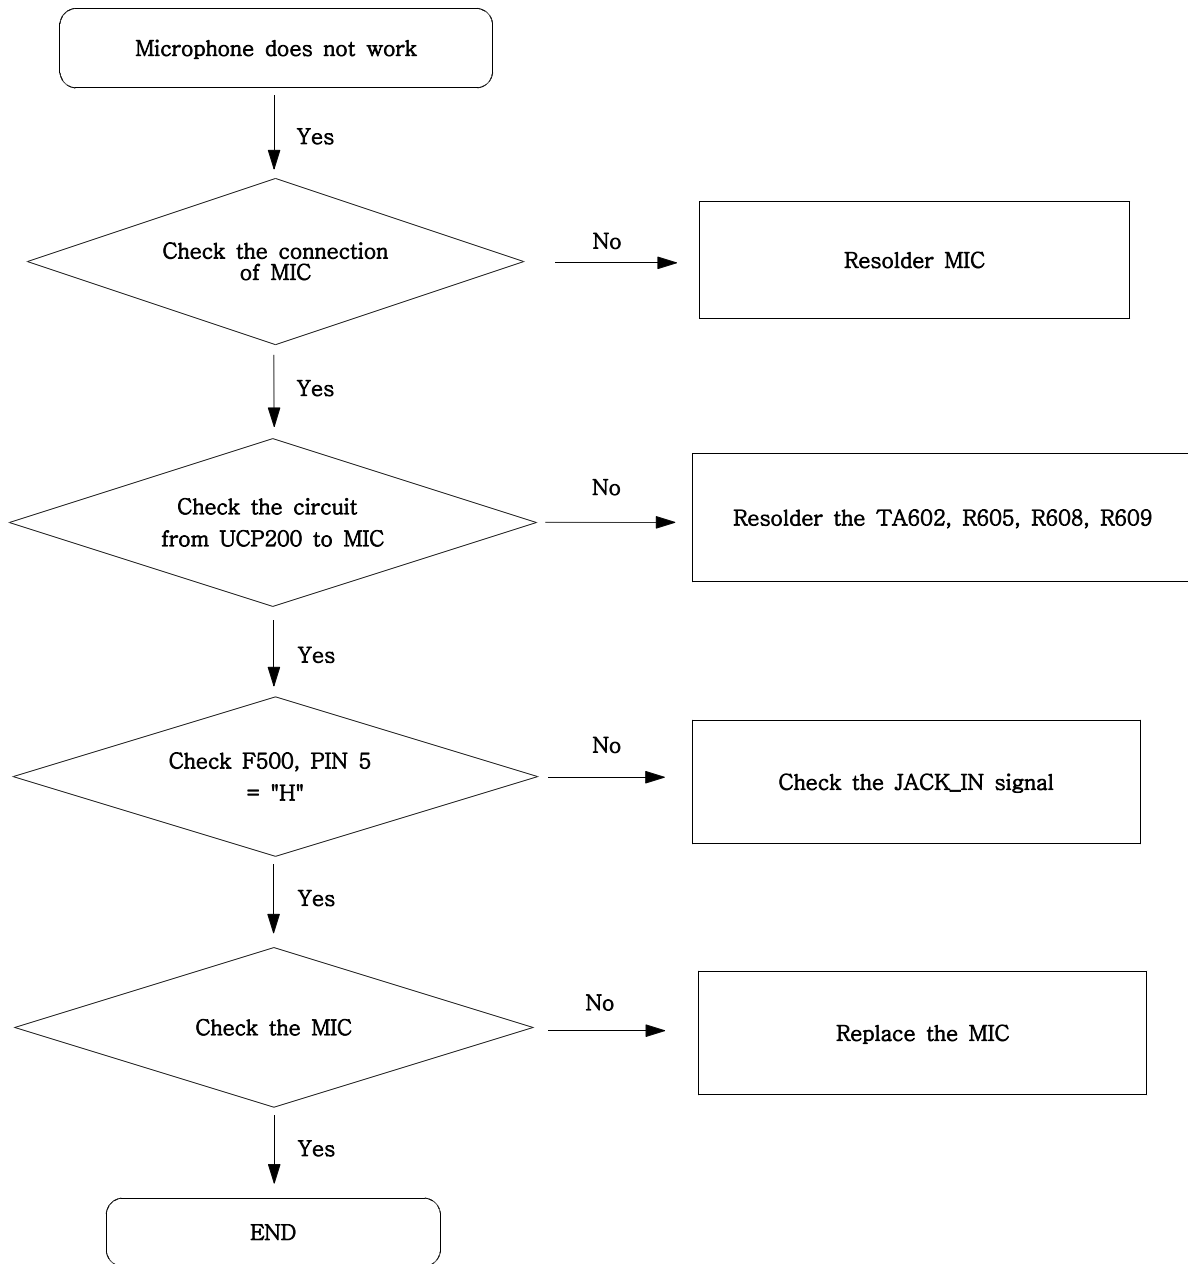 Microphone does not work
Yes
Check the connection
of MIC
No
Resolder MIC
Yes
Check the circuit
from UCP200 to MIC
No
Resolder the TA602, R605, R608, R609
Yes
Check F500, PIN 5
= "H"
No
Check the JACK_IN signal
Yes
Check the MIC
No
Replace the MIC
Yes
END